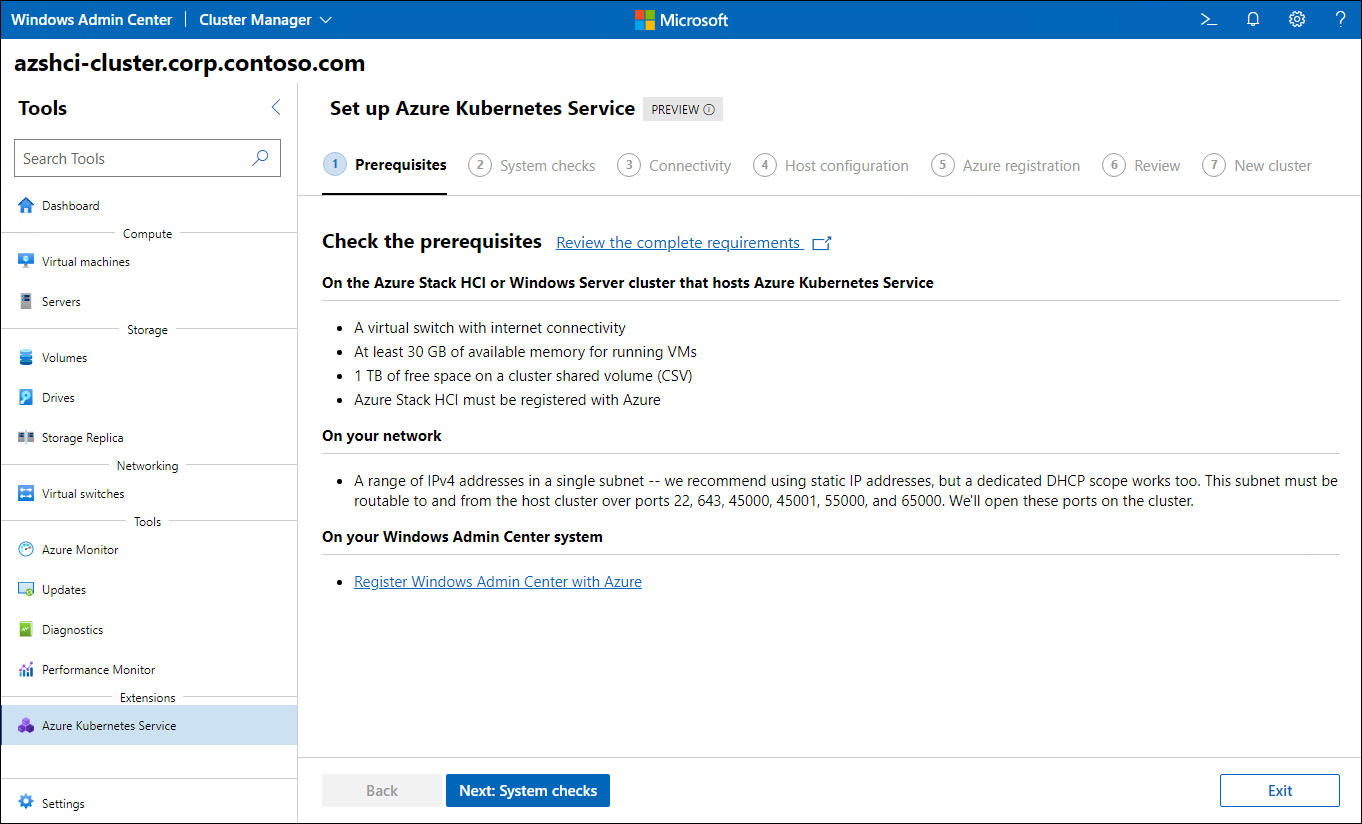 Windows Admin Center | Cluster Manager
Microsoft
?
azshci-cluster.corp.contoso.com
Tools
Search Tools
Dashboard
Compute
Virtual machines
Servers
Storage
Volumes
Drives
Storage Replica
Networking
Virtual switches
Tools
Azure Monitor
Updates
Diagnostics
Performance Monitor
Extensions
Azure Kubernetes Service
Settings
Set up Azure Kubernetes Service PREVIEW
1 Prerequisites 2 System checks 3 Connectivity 4 Host configuration 5 Azure registration 6 Review 7 New cluster
Check the prerequisites Review the complete requirements
On the Azure Stack HCI or Windows Server cluster that hosts Azure Kubernetes Service
• A virtual switch with internet connectivity
• At least 30 GB of available memory for running VMs
• 1 TB of free space on a cluster shared volume (CSV)
• Azure Stack HCI must be registered with Azure
On your network
• A range of IPv4 addresses in a single subnet -- we recommend using static IP addresses, but a dedicated DHCP scope works too. This subnet must be
routable to and from the host cluster over ports 22, 643, 45000, 45001, 55000, and 65000. We'll open these ports on the cluster.
On your Windows Admin Center system
• Register Windows Admin Center with Azure
Back Next: System checks Exit